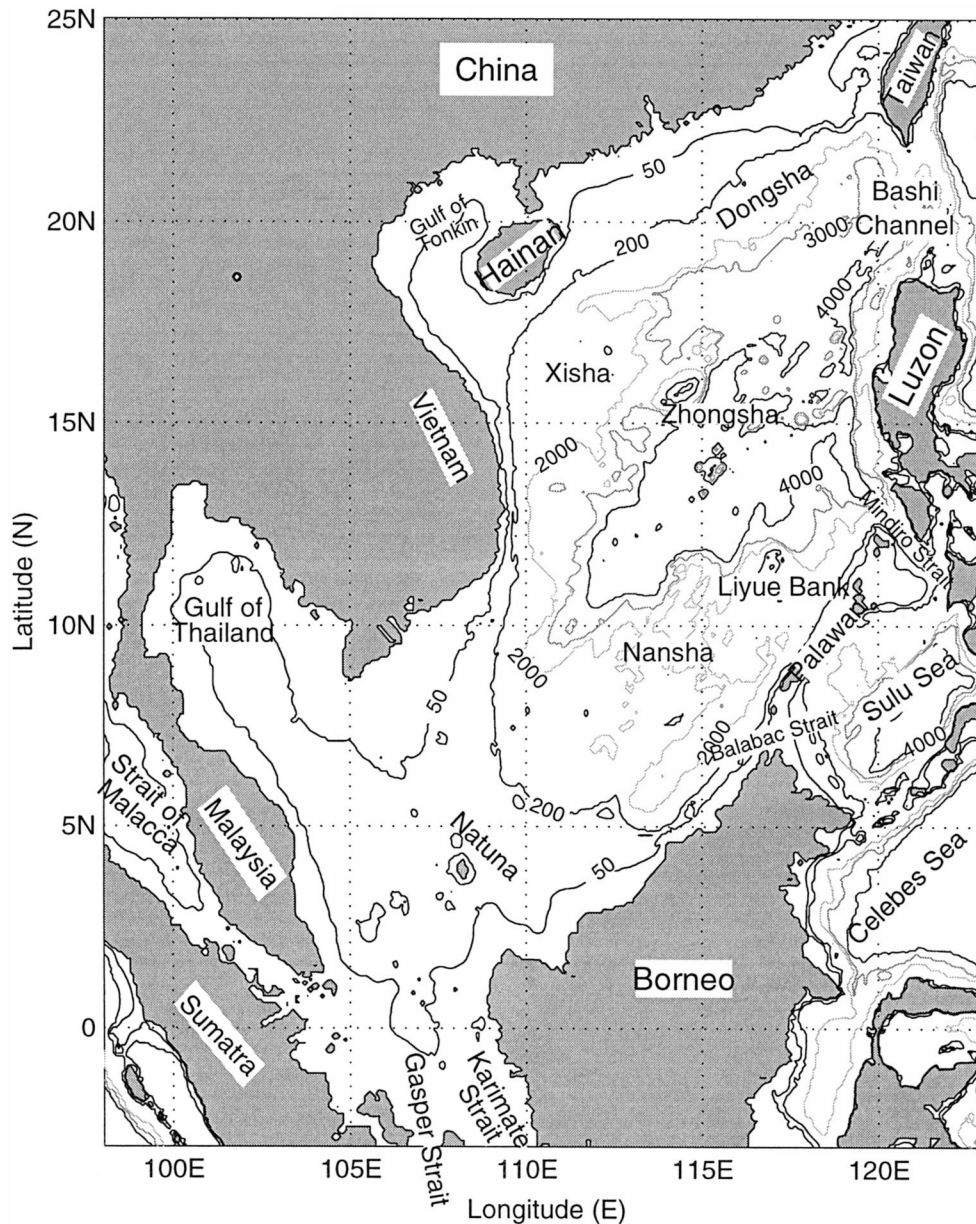 25N
20N
15N
10N
5N
0
Latitude (N)
100E
105E
110E
115E
120E
Longitude (E)
China
Taiwan
50
Dongsha
Bashi
Channel
Gulf of
Tonkin
Hainan
200
3000
4000
Luzon
Xisha
Zhongsha
Vietnam
2000
4000
Mindiro Strait
Liyue Bank
Gulf of
Thailand
Palawan
Nansha
2000
50
Sulu Sea
Balabac Strait
2000
4000
Strait of
Malacca
Malaysia
200
Natuna
50
Celebes Sea
Borneo
Sumatra
Gasper Strait
Karimate
Strait